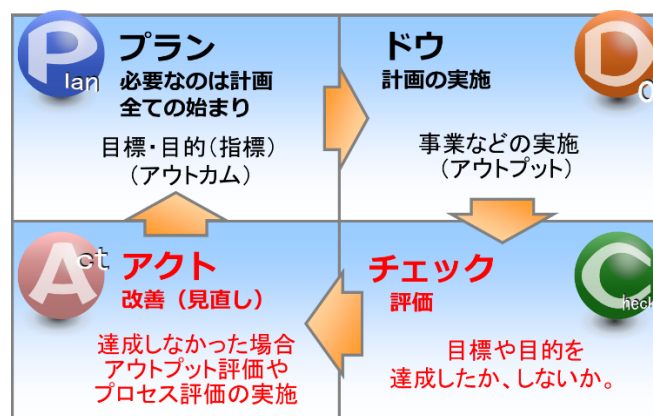 Plan
プラン
必要なのは計画
全ての始まり
目標・目的（指標）
（アウトカム）
Do
ドウ
計画の実施
事業などの実施
（アウトプット）
Act
アクト
改善（見直し）
達成しなかった場合
アウトプット評価や
プロセス評価の実施
Check
チェック
評価
目標や目的を
達成したか、しないか。